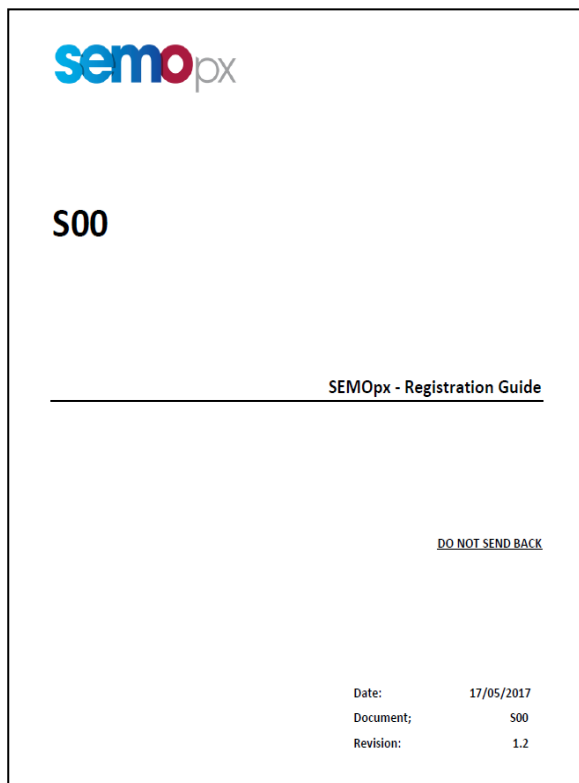 semopx
S00
SEMOpx - Registration Guide
DO NOT SEND BACK
Date: 17/05/2017
Document; S00
Revision: 1.2